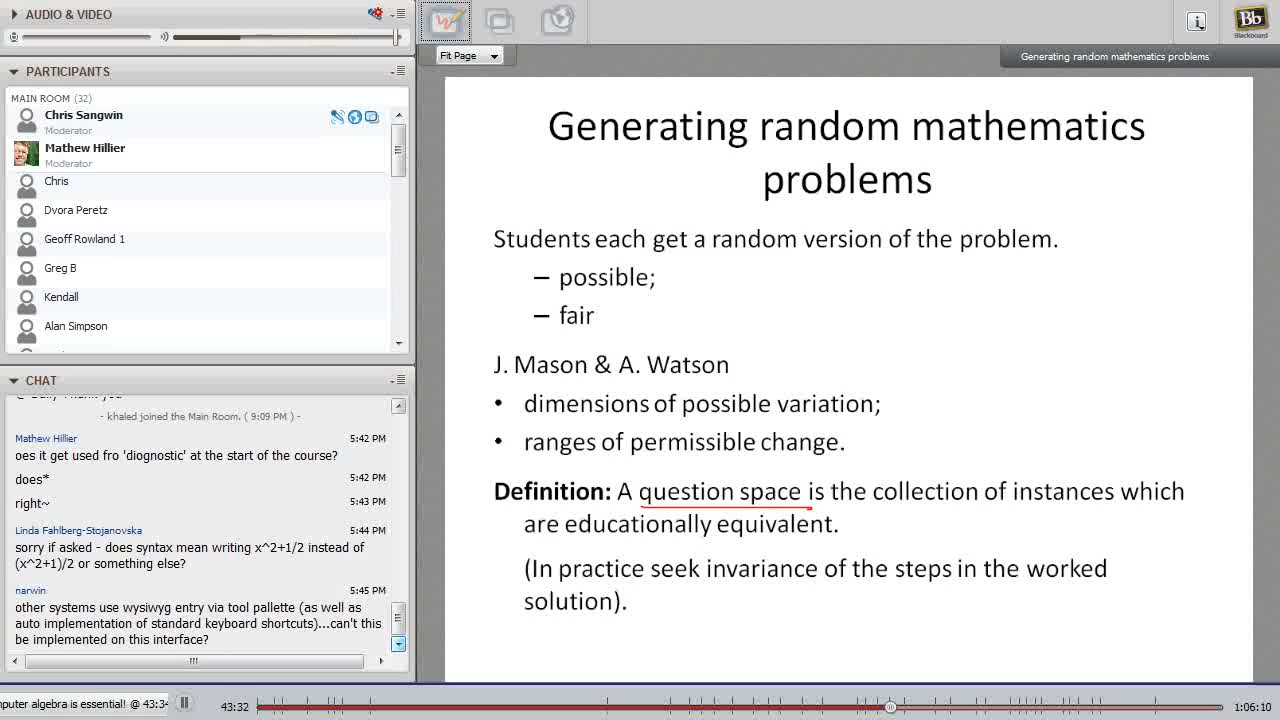 AUDIO & VIDEO
PARTICIPANTS
MAIN ROOM (32)
Chris Sangwin
Moderator
Mathew Hillier
Moderator
Chris
Dvora Peretz
Geoff Rowland 1
Greg B
Kendall
Alan Simpson
CHAT
- khaled joined the Main Room. ( 9:09 PM ) -
Mathew Hillier 5:42 PM
oes it get used fro 'diognostic' at the start of the course?
does* 5:42 PM
right~ 5:43 PM
Linda Fahlberg-Stojanovska 5:44 PM
sorry if asked - does syntax mean writing x^2+1/2 instead of
(x^2+1)/2 or something else?
narwin 5:45 PM
other systems use wysiwyg entry via tool pallette (as well as
auto implementation of standard keyboard shortcuts)...can't this
be implemented on this interface?
Fit Page
Generating random mathematics problems
Bb
Blackboard
Generating random mathematics
problems
Students each get a random version of the problem.
– possible;
– fair
J. Mason & A. Watson
• dimensions of possible variation;
• ranges of permissible change.
Definition: A question space is the collection of instances which
are educationally equivalent.
(In practice seek invariance of the steps in the worked
solution).
mputer algebra is essential! @ 43:34
43:32
1:06:10